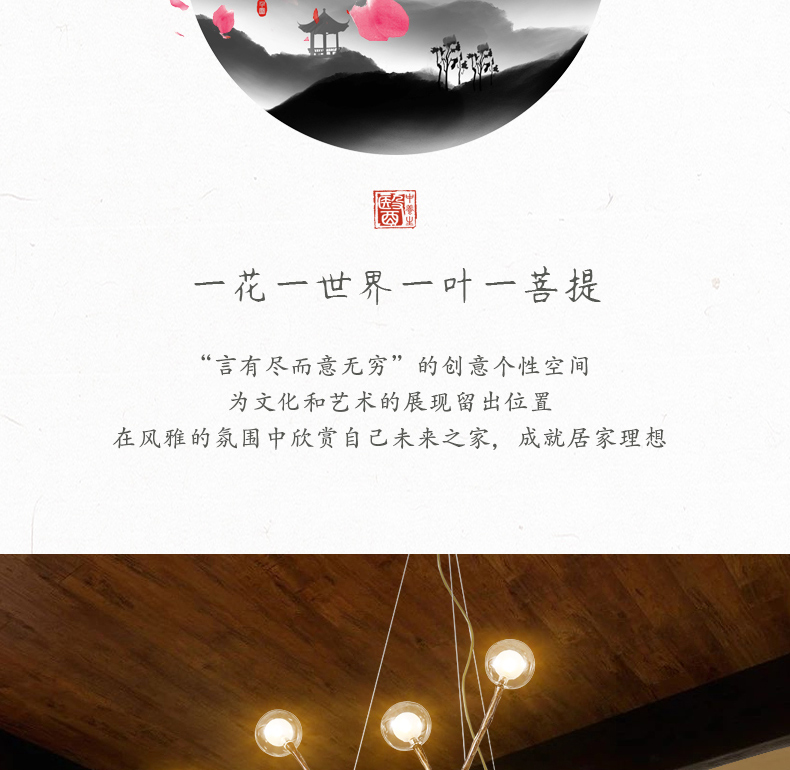 中养生
一花一世界一叶一菩提
“言有尽而意无穷”的创意个性空间
为文化和艺术的展现留出位置
在风雅的氛围中欣赏自己未来之家，成就居家理想